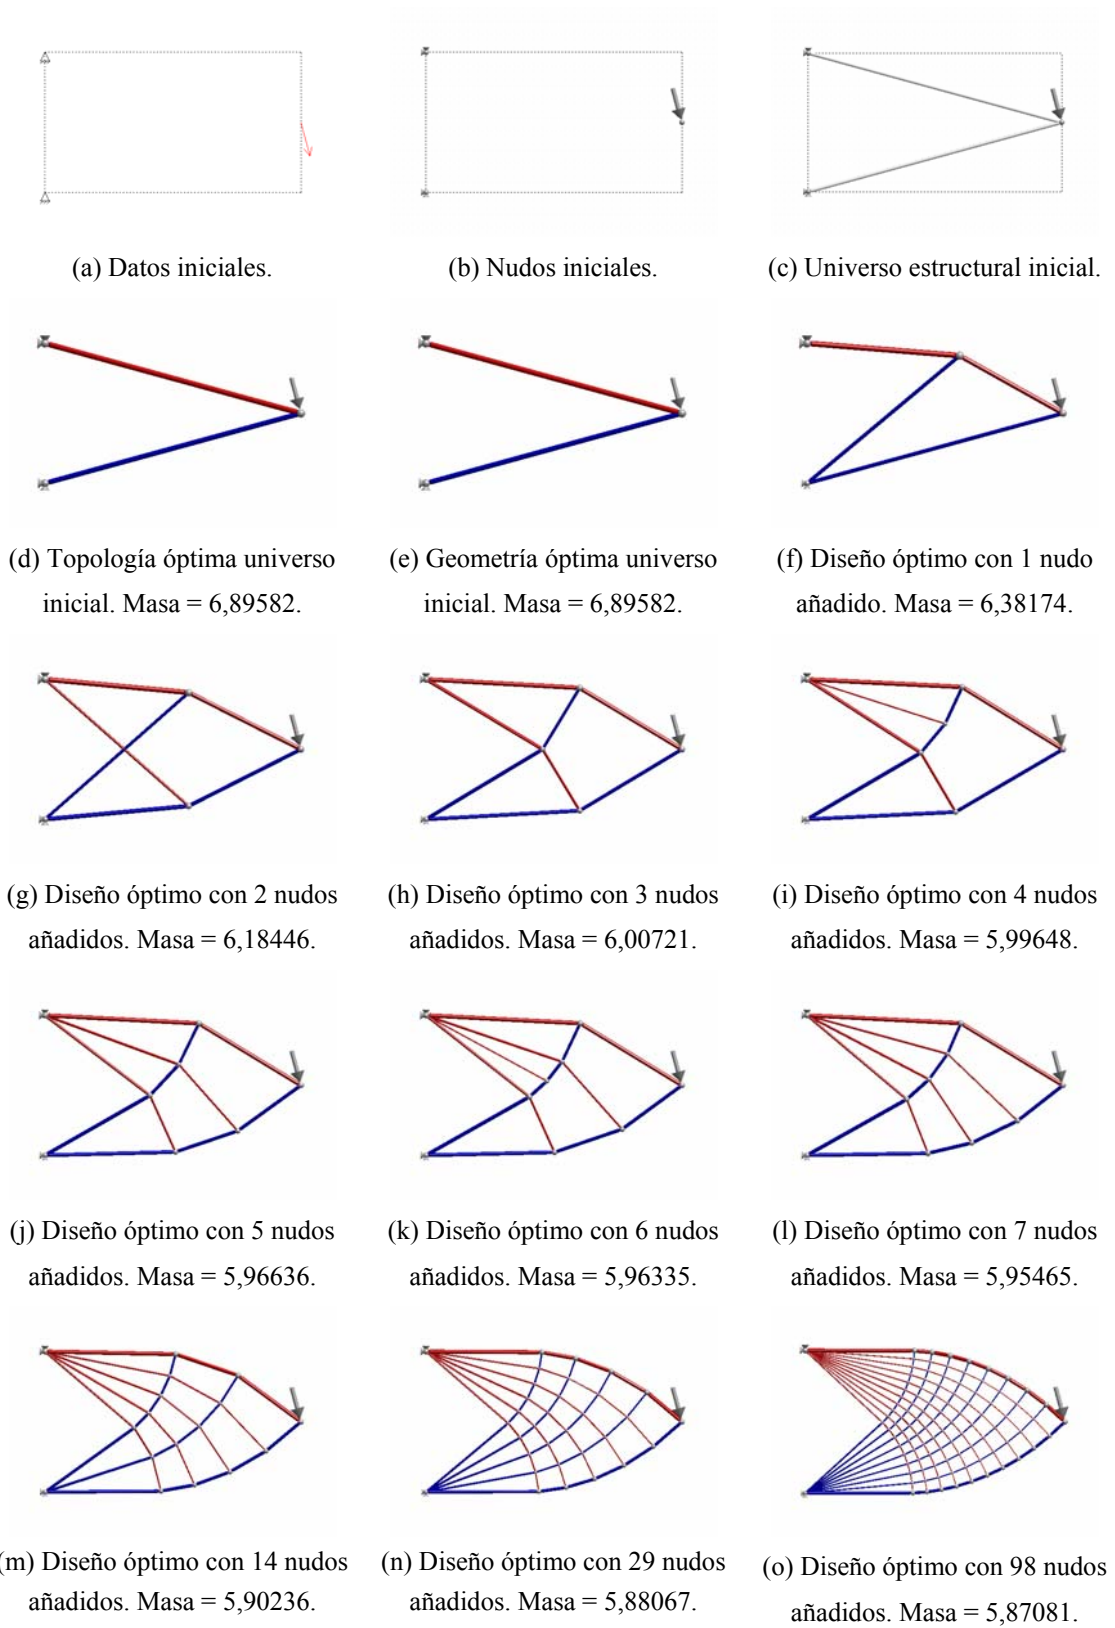 (a) Datos iniciales.
(b) Nudos iniciales.
(c) Universo estructural inicial.
(d) Topología óptima universo
inicial. Masa = 6,89582.
(e) Geometría óptima universo
inicial. Masa = 6,89582.
(f) Diseño óptimo con 1 nudo
añadido. Masa = 6,38174.
(g) Diseño óptimo con 2 nudos
añadidos. Masa = 6,18446.
(h) Diseño óptimo con 3 nudos
añadidos. Masa = 6,00721.
(i) Diseño óptimo con 4 nudos
añadidos. Masa = 5,99648.
(j) Diseño óptimo con 5 nudos
añadidos. Masa = 5,96636.
(k) Diseño óptimo con 6 nudos
añadidos. Masa = 5,96335.
(l) Diseño óptimo con 7 nudos
añadidos. Masa = 5,95465.
(m) Diseño óptimo con 14 nudos
añadidos. Masa = 5,90236.
(n) Diseño óptimo con 29 nudos
añadidos. Masa = 5,88067.
(o) Diseño óptimo con 98 nudos
añadidos. Masa = 5,87081.